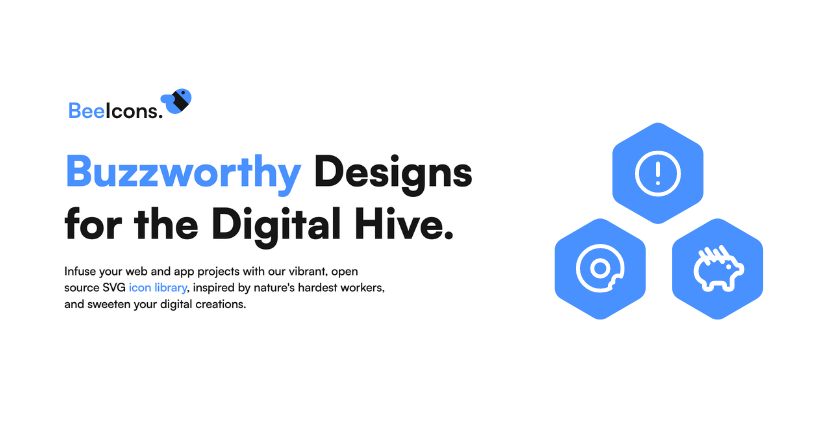 BeeIcons.
Buzzworthy Designs
for the Digital Hive.
Infuse your web and app projects with our vibrant, open
source SVG icon library, inspired by nature's hardest workers,
and sweeten your digital creations.